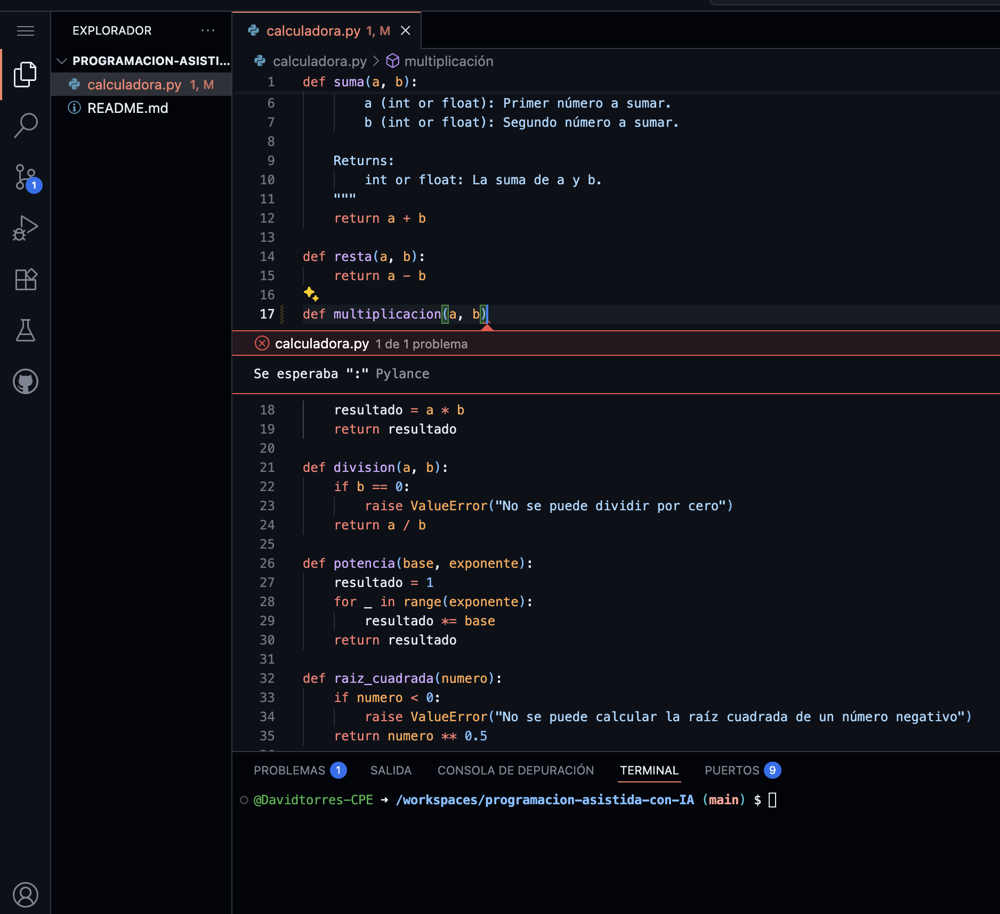 EXPLORADOR
PROGRAMACION-ASISTI...
calculadora.py 1, M
README.md
1
calculadora.py 1, M
calculadora.py > multiplicación
1 def suma(a, b):
6 a (int or float): Primer número a sumar.
7 b (int or float): Segundo número a sumar.
8
9 Returns:
10 int or float: La suma de a y b.
11 """
12 return a + b
13
14 def resta(a, b):
15 return a - b
16
17 def multiplicacion(a, b)
calculadora.py 1 de 1 problema
Se esperaba ":" Pylance
18 resultado = a * b
19 return resultado
20
21 def division(a, b):
22 if b == 0:
23 raise ValueError("No se puede dividir por cero")
24 return a / b
25
26 def potencia(base, exponente):
27 resultado = 1
28 for _ in range(exponente):
29 resultado *= base
30 return resultado
31
32 def raiz_cuadrada(numero):
33 if numero < 0:
34 raise ValueError("No se puede calcular la raíz cuadrada de un número negativo")
35 return numero ** 0.5
PROBLEMAS 1 SALIDA CONSOLA DE DEPURACIÓN TERMINAL PUERTOS 9
@Davidtorres-CPE ➜ /workspaces/programacion-asistida-con-IA (main) $